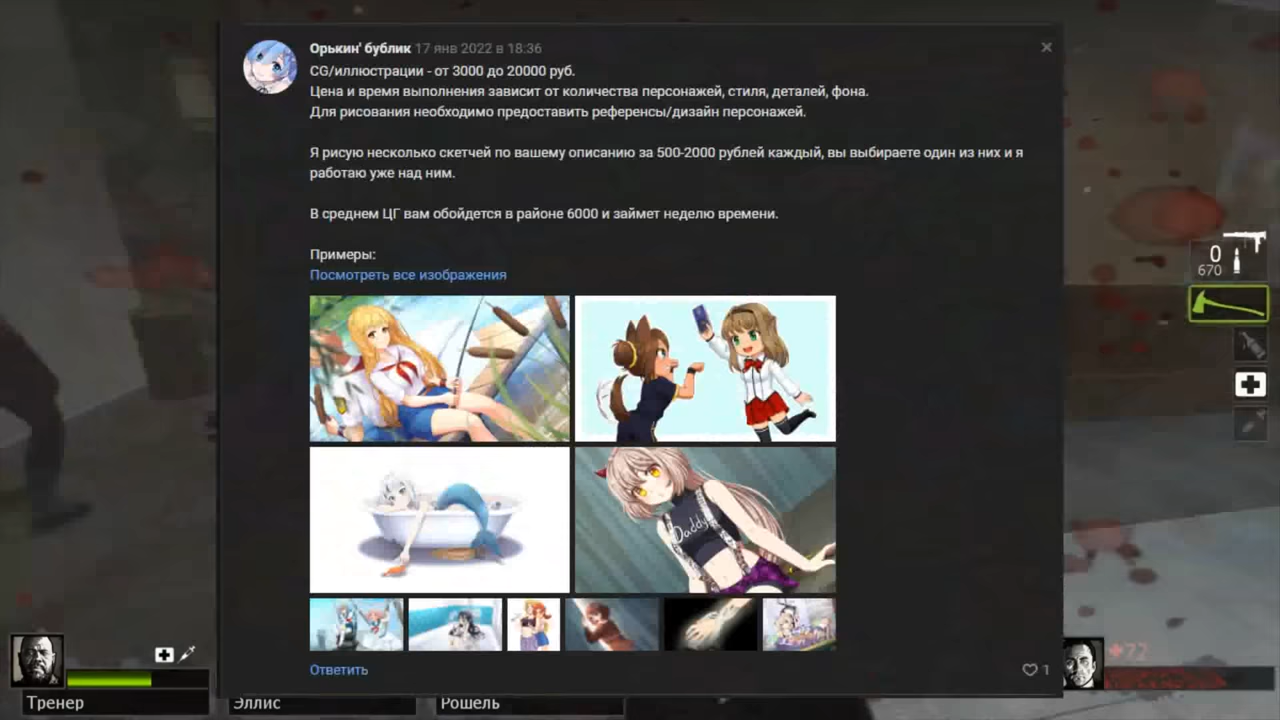 Орькин' бублик 17 янв 2022 в 18:36
CG/иллюстрации - от 3000 до 20000 руб.
Цена и время выполнения зависит от количества персонажей, стиля, деталей, фона.
Для рисования необходимо предоставить референсы/дизайн персонажей.
Я рисую несколько скетчей по вашему описанию за 500-2000 рублей каждый, вы выбираете один из них и я
работаю уже над ним.
В среднем ЦГ вам обойдется в районе 6000 и займет неделю времени.
Примеры:
Посмотреть все изображения
Daddy
Ответить
1
0
670
+72
Тренер
Эллис
Рошель